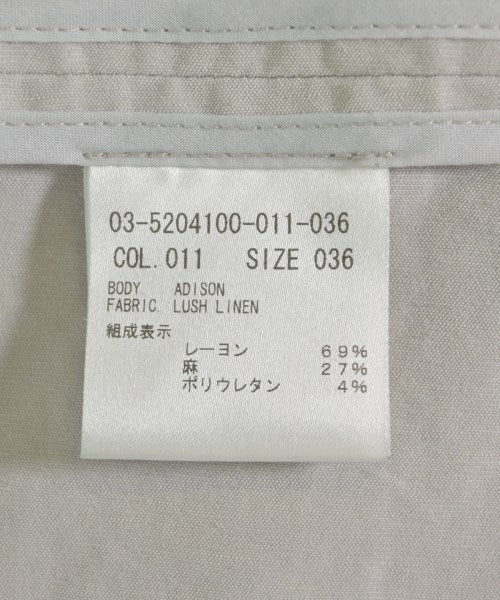 03-5204100-011-036
COL. 011 SIZE 036
BODY. ADISON
FABRIC. LUSH LINEN
組成表示
レーヨン 69%
麻 27%
ポリウレタン 4%